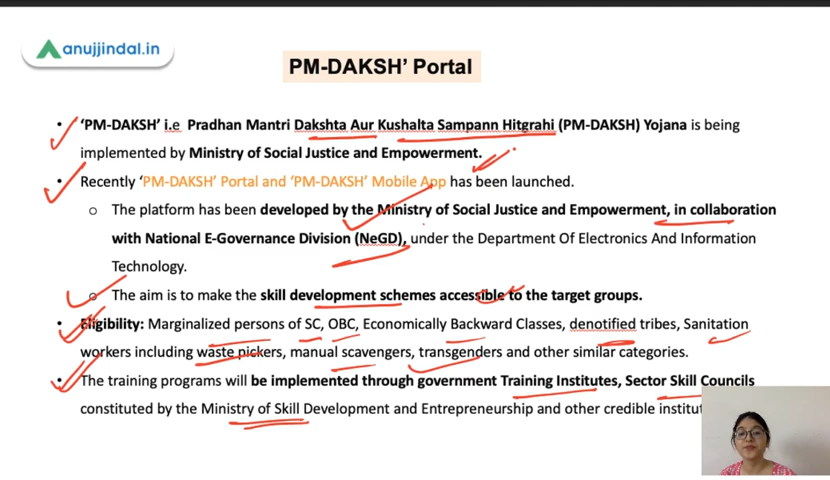 anujjindal.in
PM-DAKSH' Portal
• 'PM-DAKSH' i.e Pradhan Mantri Dakshta Aur Kushalta Sampann Hitgrahi (PM-DAKSH) Yojana is being
implemented by Ministry of Social Justice and Empowerment.
• Recently 'PM-DAKSH' Portal and 'PM-DAKSH' Mobile App has been launched.
o The platform has been developed by the Ministry of Social Justice and Empowerment, in collaboration
with National E-Governance Division (NeGD), under the Department Of Electronics And Information
Technology.
o The aim is to make the skill development schemes accessible to the target groups.
• Eligibility: Marginalized persons of SC, OBC, Economically Backward Classes, denotified tribes, Sanitation
workers including waste pickers, manual scavengers, transgenders and other similar categories.
• The training programs will be implemented through government Training Institutes, Sector Skill Councils
constituted by the Ministry of Skill Development and Entrepreneurship and other credible